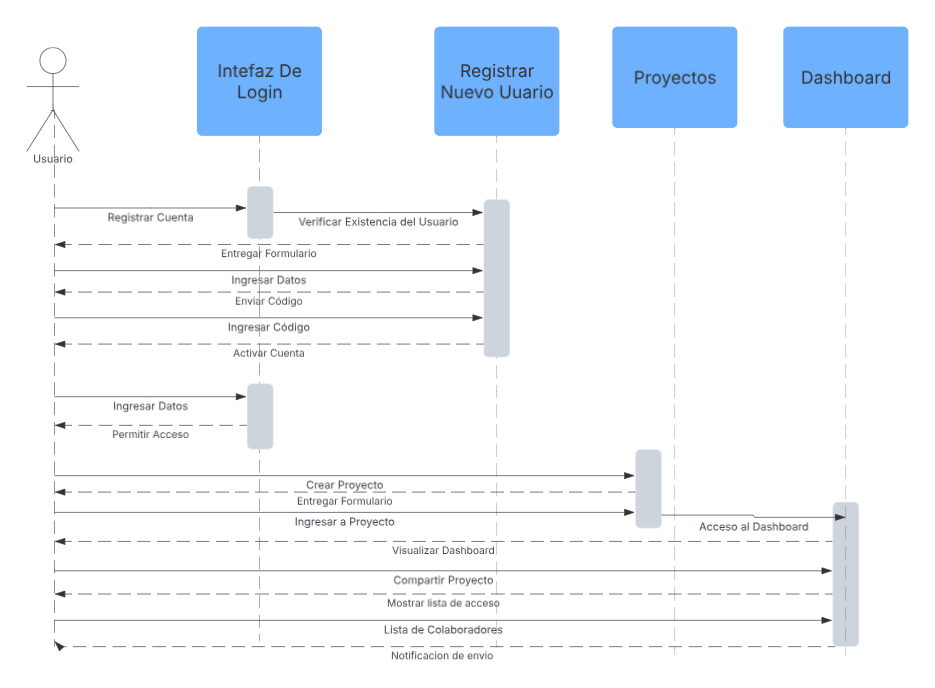 Intefaz De
Login
Registrar
Nuevo Uuario
Proyectos
Dashboard
Usuario
Registrar Cuenta
Verificar Existencia del Usuario
Entregar Formulario
Ingresar Datos
Enviar Código
Ingresar Código
Activar Cuenta
Ingresar Datos
Permitir Acceso
Crear Proyecto
Entregar Formulario
Ingresar a Proyecto
Acceso al Dashboard
Visualizar Dashboard
Compartir Proyecto
Mostrar lista de acceso
Lista de Colaboradores
Notificacion de envio